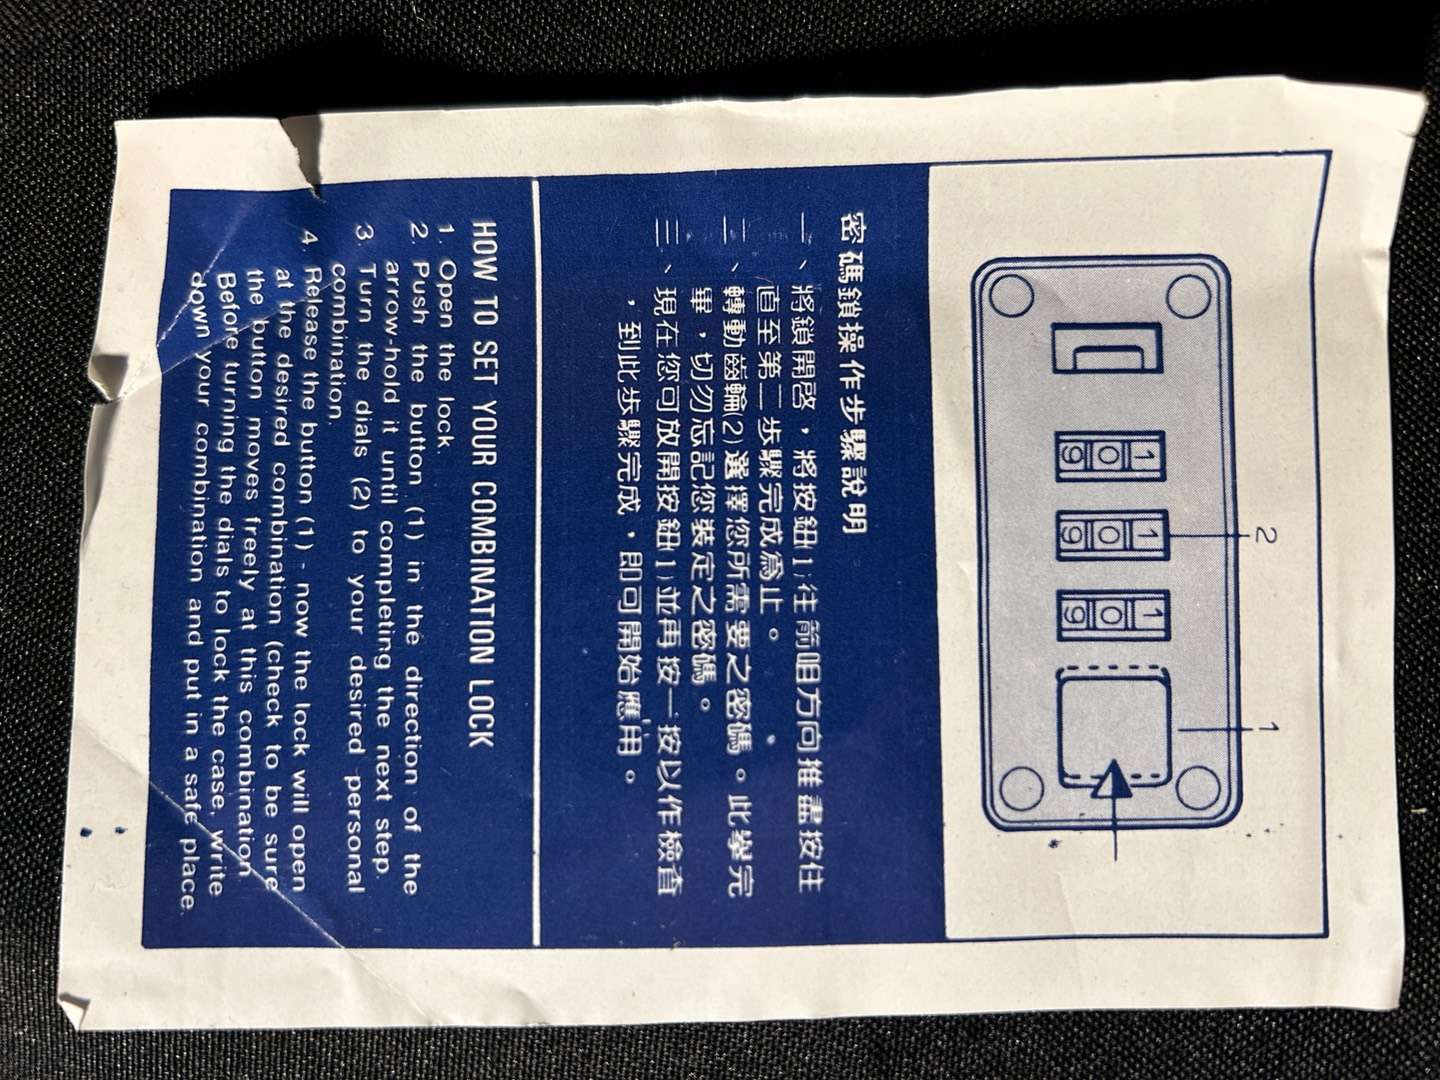 2
1
1 0 9
1 0 9
1 0 9
密碼鎖操作步驟說明
一、將鎖開啓，將按鈕(1)往箭咀方向推盡按住
直至第二步驟完成為止。
二、轉動齒輪(2)選擇您所需要之密碼。此擧完
畢，切勿忘記您裝定之密碼。
三、現在您可放開按鈕(1)並再按一按以作檢查
，到此步驟完成，即可開始應用。
HOW TO SET YOUR COMBINATION LOCK
1. Open the lock.
2. Push the button (1) in the direction of the
arrow-hold it until completing the next step.
3. Turn the dials (2) to your desired personal
combination.
4. Release the button (1) - now the lock will open
at the desired combination (check to be sure
the button moves freely at this combination
Before turning the dials to lock the case, write
down your combination and put in a safe place.